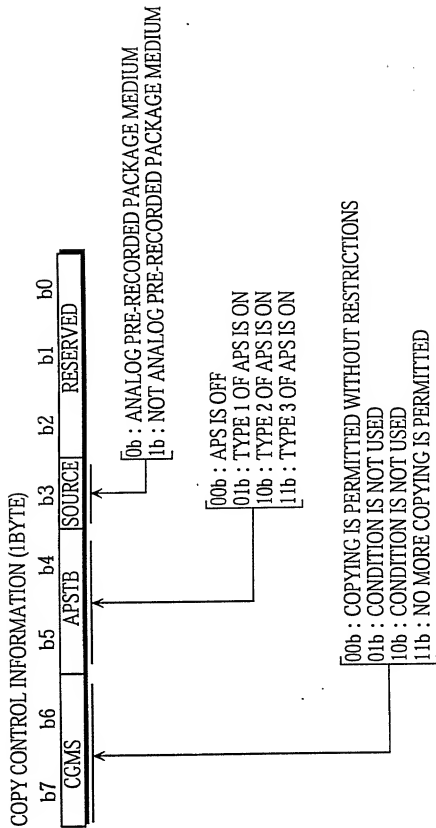 COPY CONTROL INFORMATION (1BYTE)
b7 b6 b5 b4 b3 b2 b1 b0
CGMS APSTB SOURCE RESERVED
0b : ANALOG PRE-RECORDED PACKAGE MEDIUM
1b : NOT ANALOG PRE-RECORDED PACKAGE MEDIUM
00b : APS IS OFF
01b : TYPE 1 OF APS IS ON
10b : TYPE 2 OF APS IS ON
11b : TYPE 3 OF APS IS ON
00b : COPYING IS PERMITTED WITHOUT RESTRICTIONS
01b : CONDITION IS NOT USED
10b : CONDITION IS NOT USED
11b : NO MORE COPYING IS PERMITTED